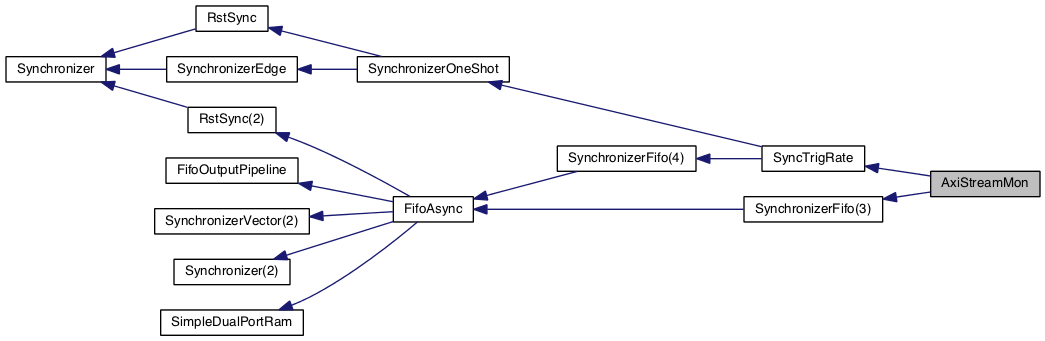 RstSync
Synchronizer
SynchronizerEdge
SynchronizerOneShot
RstSync(2)
SynchronizerFifo(4)
SyncTrigRate
FifoOutputPipeline
AxiStreamMon
SynchronizerVector(2)
FifoAsync
SynchronizerFifo(3)
Synchronizer(2)
SimpleDualPortRam